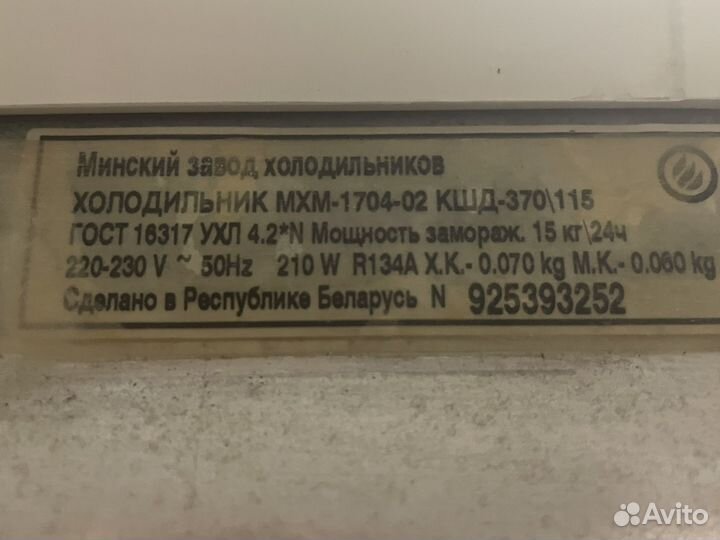 Минский завод холодильников
ХОЛОДИЛЬНИК МХМ-1704-02 КШД-370\115
ГОСТ 16317 УХЛ 4.2*N Мощность замораж. 15 кг\24ч
220-230 V ~ 50Hz 210 W R134A Х.К.- 0.070 kg М.К.- 0.060 kg
Сделано в Республике Беларусь N 925393252
Avito